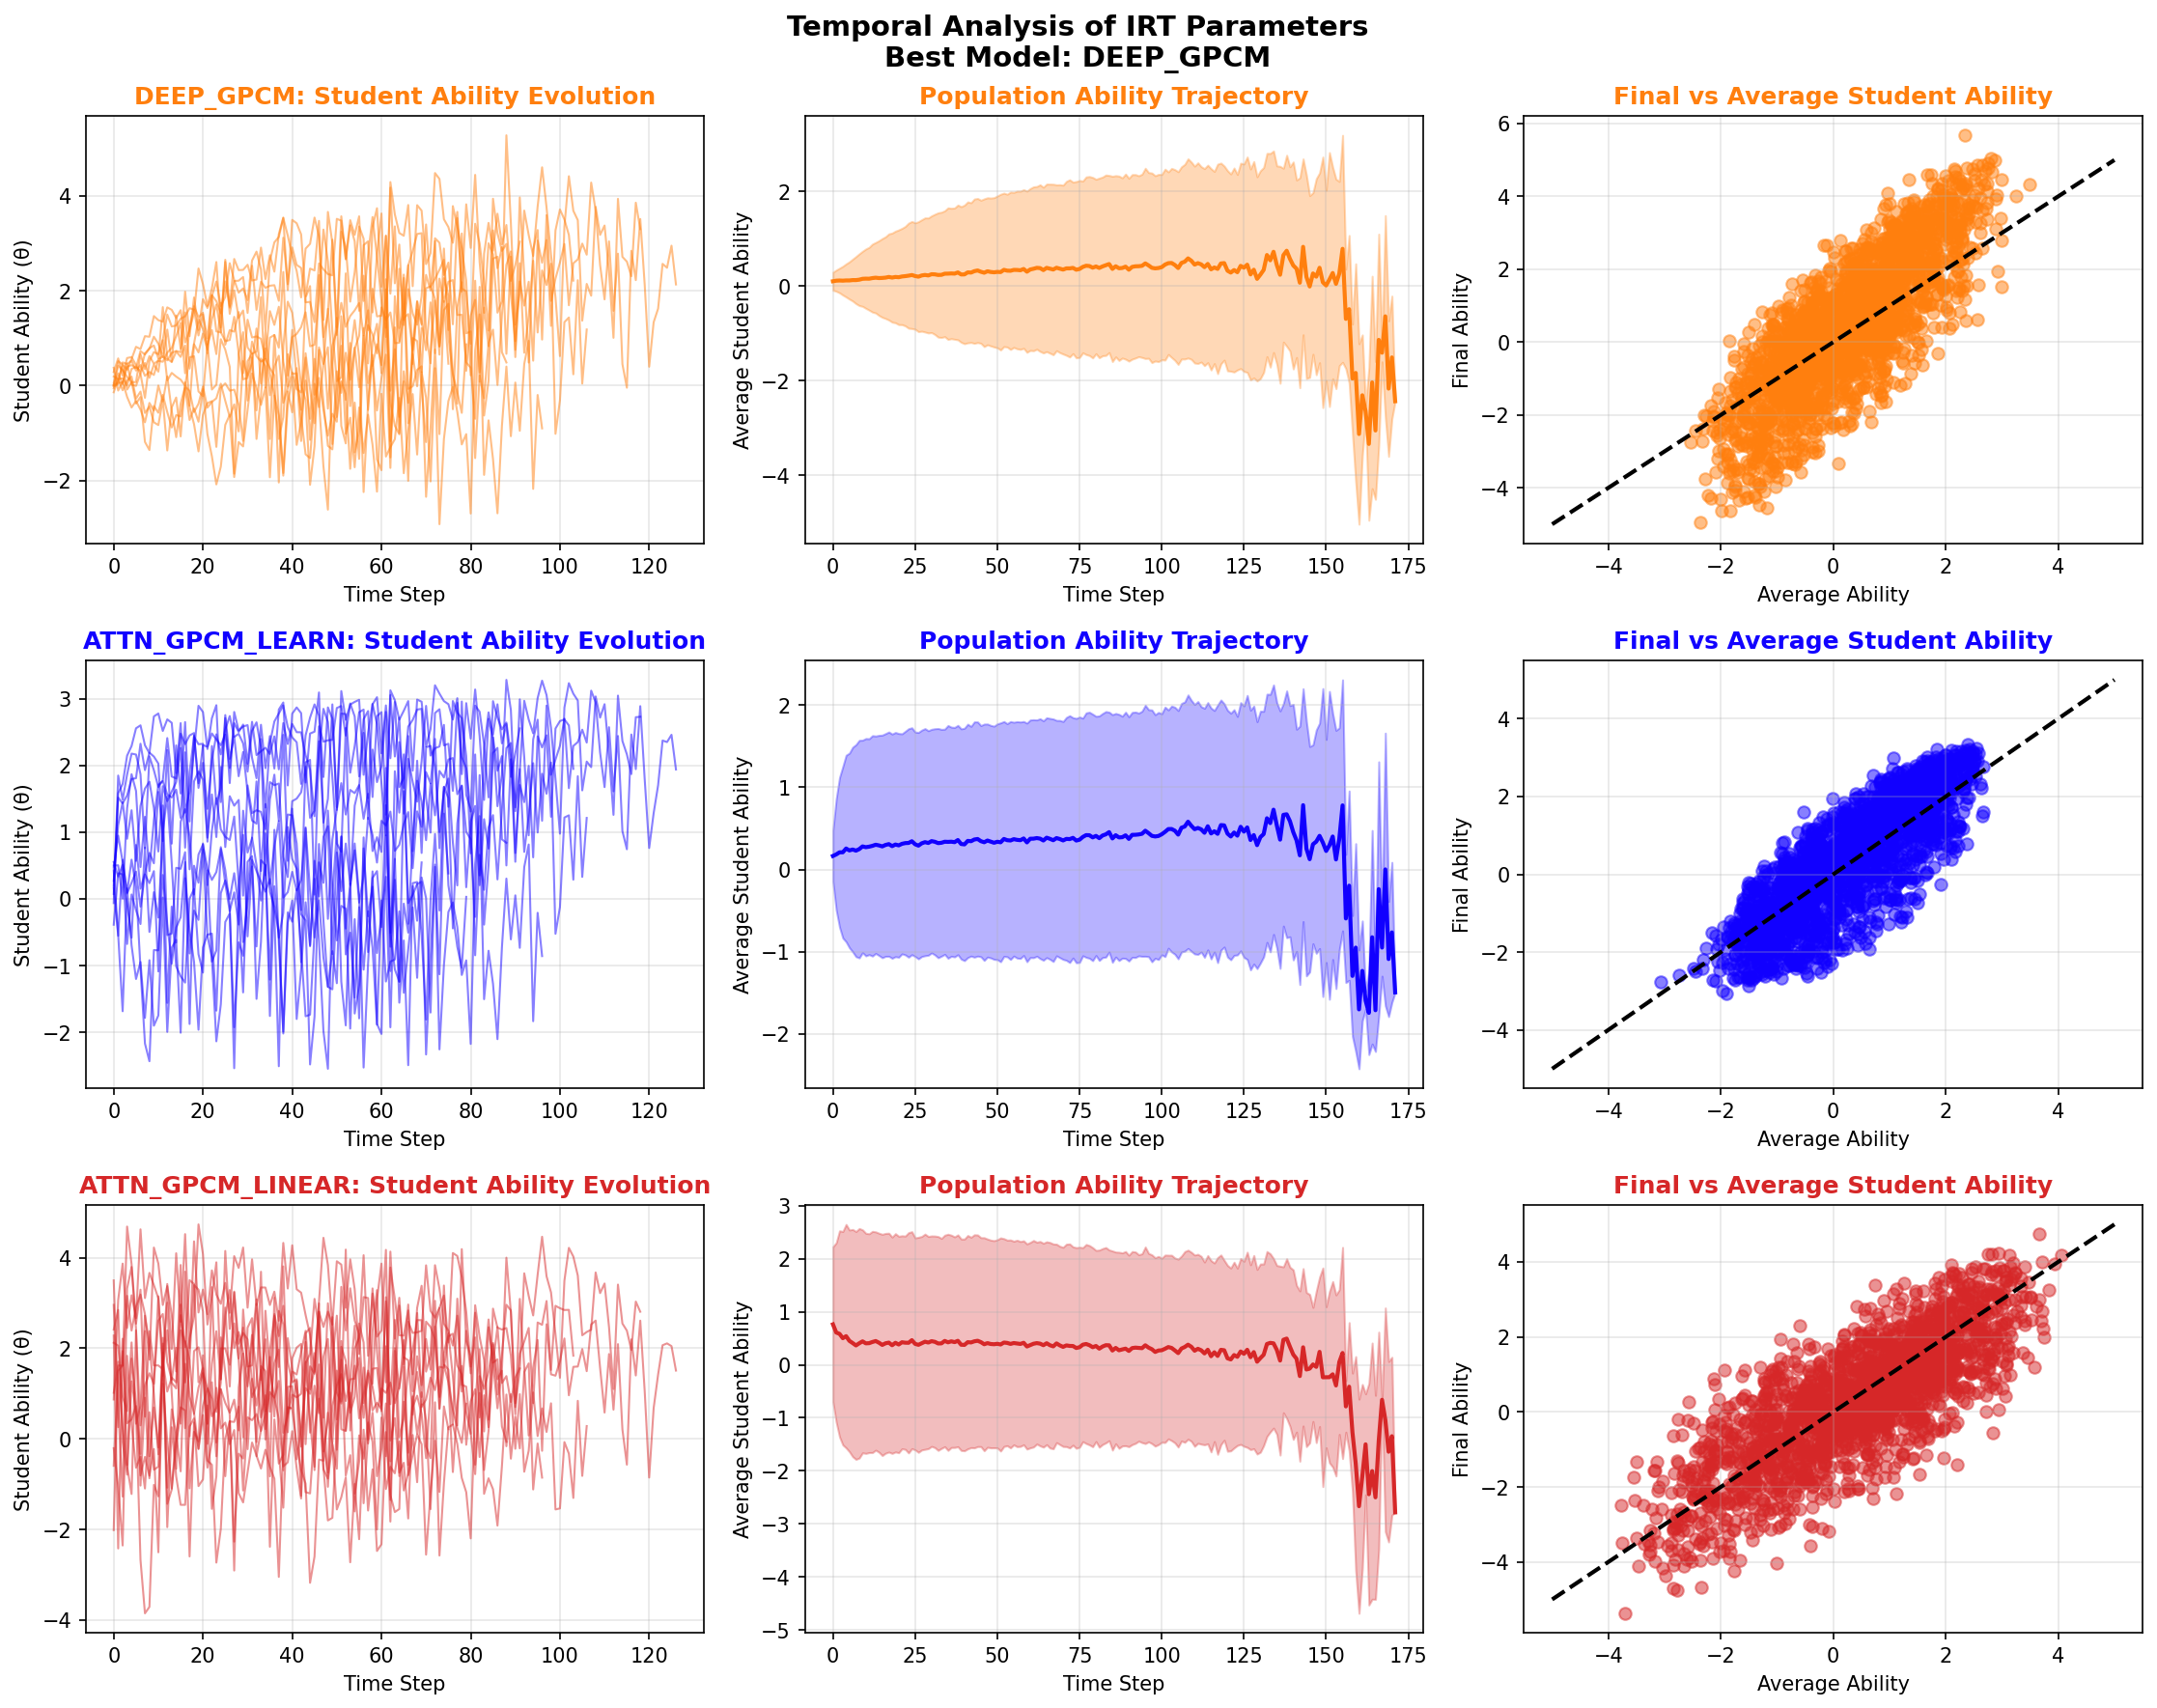 Temporal Analysis of IRT Parameters
Best Model: DEEP_GPCM
DEEP_GPCM: Student Ability Evolution
Student Ability (θ)
4
2
0
−2
0 20 40 60 80 100 120
Time Step
Population Ability Trajectory
Average Student Ability
2
0
−2
−4
0 25 50 75 100 125 150 175
Time Step
Final vs Average Student Ability
Final Ability
6
4
2
0
−2
−4
−4 −2 0 2 4
Average Ability
ATTN_GPCM_LEARN: Student Ability Evolution
Student Ability (θ)
3
2
1
0
−1
−2
0 20 40 60 80 100 120
Time Step
Population Ability Trajectory
Average Student Ability
2
1
0
−1
−2
0 25 50 75 100 125 150 175
Time Step
Final vs Average Student Ability
Final Ability
4
2
0
−2
−4
−4 −2 0 2 4
Average Ability
ATTN_GPCM_LINEAR: Student Ability Evolution
Student Ability (θ)
4
2
0
−2
−4
0 20 40 60 80 100 120
Time Step
Population Ability Trajectory
Average Student Ability
3
2
1
0
−1
−2
−3
−4
−5
0 25 50 75 100 125 150 175
Time Step
Final vs Average Student Ability
Final Ability
4
2
0
−2
−4
−4 −2 0 2 4
Average Ability